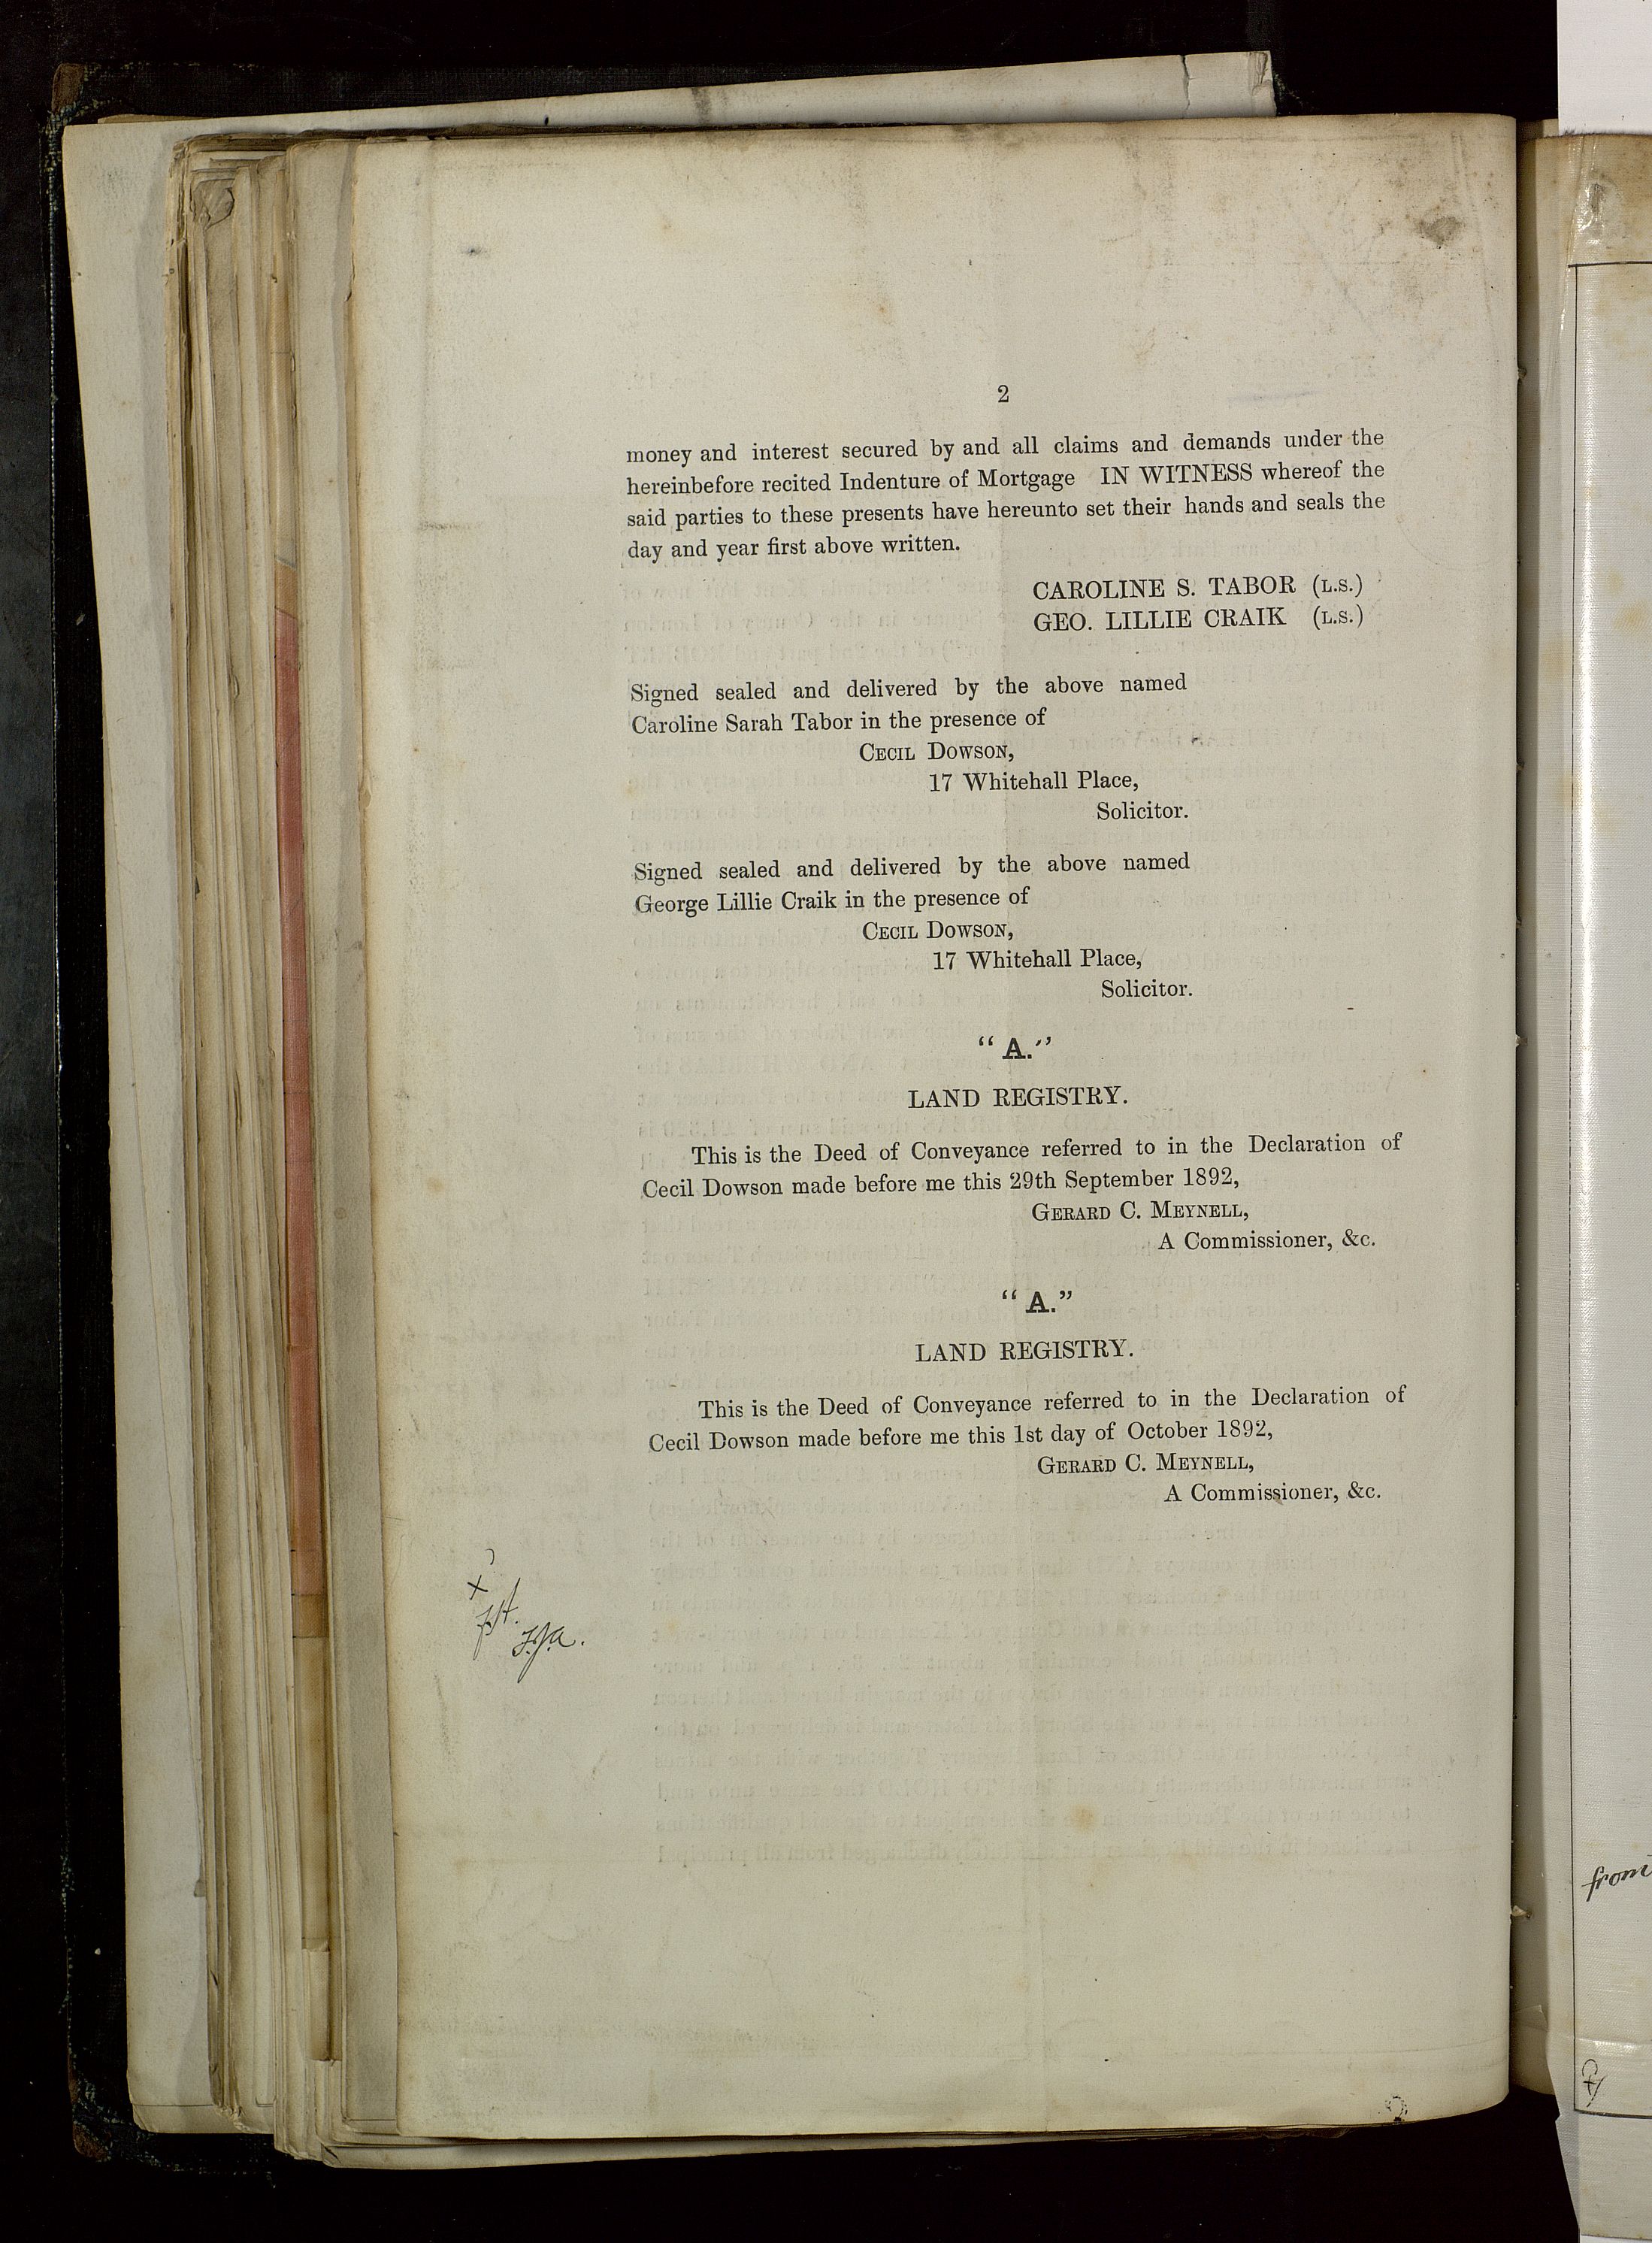 2
money and interest secured by and all claims and demands under the
hereinbefore recited Indenture of Mortgage IN WITNESS whereof the
said parties to these presents have hereunto set their hands and seals the
day and year first above written.
CAROLINE S. TABOR (L.S.)
GEO. LILLIE CRAIK (L.S.)
Signed sealed and delivered by the above named
Caroline Sarah Tabor in the presence of
CECIL DOWSON,
17 Whitehall Place,
Solicitor.
Signed sealed and delivered by the above named
George Lillie Craik in the presence of
CECIL DOWSON,
17 Whitehall Place,
Solicitor.
"A."
LAND REGISTRY.
This is the Deed of Conveyance referred to in the Declaration of
Cecil Dowson made before me this 29th September 1892,
GERARD C. MEYNELL,
A Commissioner, &c.
"A."
LAND REGISTRY.
This is the Deed of Conveyance referred to in the Declaration of
Cecil Dowson made before me this 1st day of October 1892,
GERARD C. MEYNELL,
A Commissioner, &c.
from